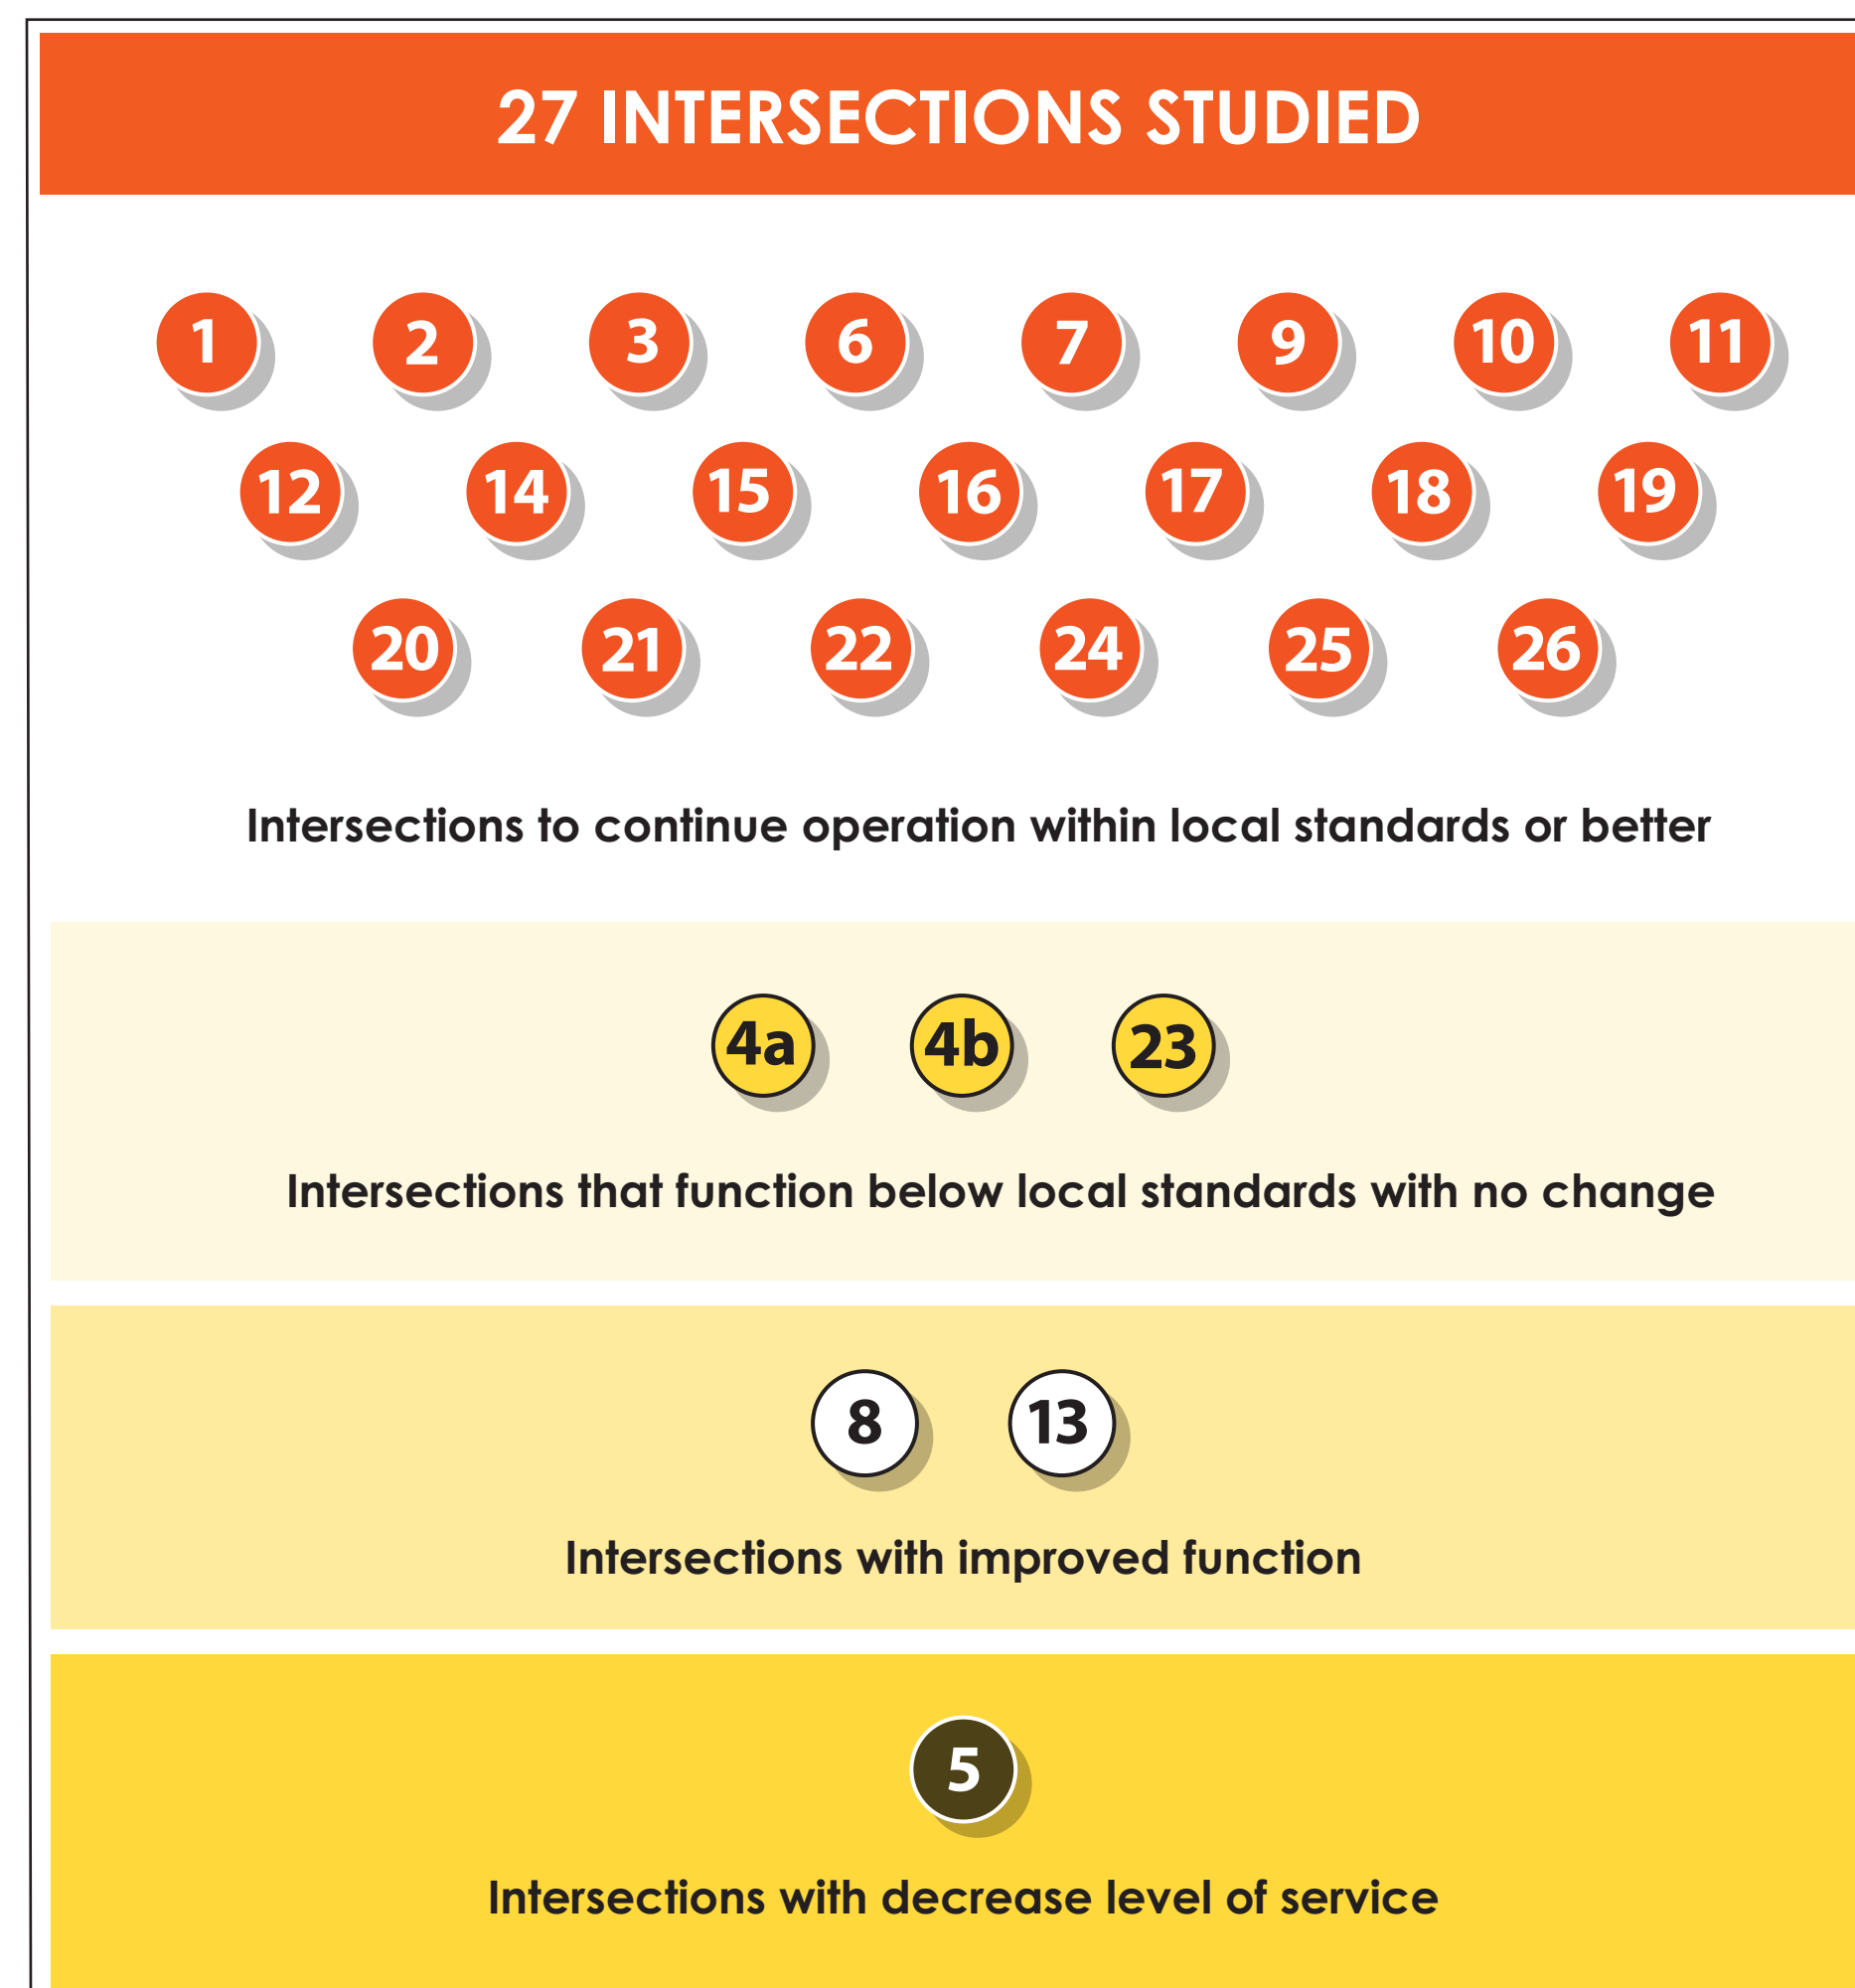 27 INTERSECTIONS STUDIED
1 2 3 6 7 9 10 11
12 14 15 16 17 18 19
20 21 22 24 25 26
Intersections to continue operation within local standards or better
4a 4b 23
Intersections that function below local standards with no change
8 13
Intersections with improved function
5
Intersections with decrease level of service